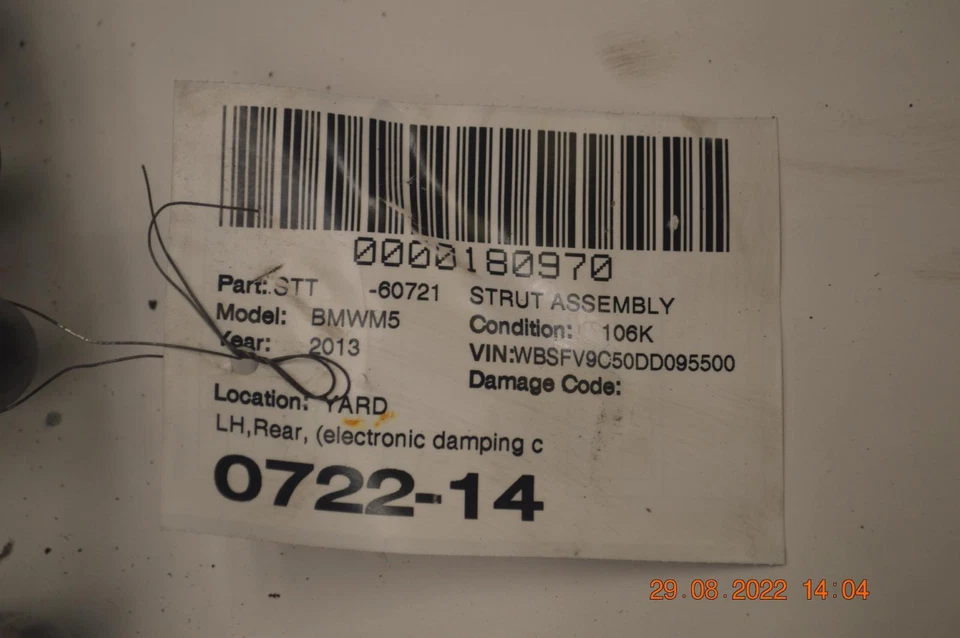 0000180970
Part: STT -60721 STRUT ASSEMBLY
Model: BMWM5 Condition: 106K
Year: 2013 VIN:WBSFV9C50DD095500
Damage Code:
Location: YARD
LH,Rear, (electronic damping c
0722-14
29.08.2022 14:04